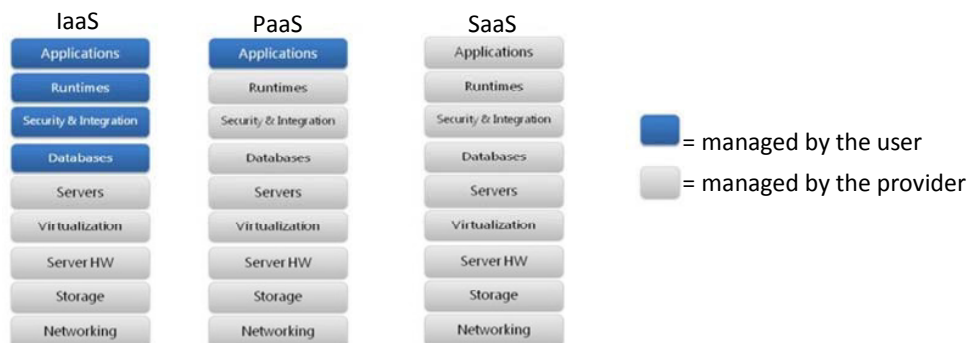 IaaS
Applications
Runtimes
Security & Integration
Databases
Servers
Virtualization
Server HW
Storage
Networking
PaaS
Applications
Runtimes
Security & Integration
Databases
Servers
Virtualization
Server HW
Storage
Networking
SaaS
Applications
Runtimes
Security & Integration
Databases
Servers
Virtualization
Server HW
Storage
Networking
= managed by the user
= managed by the provider